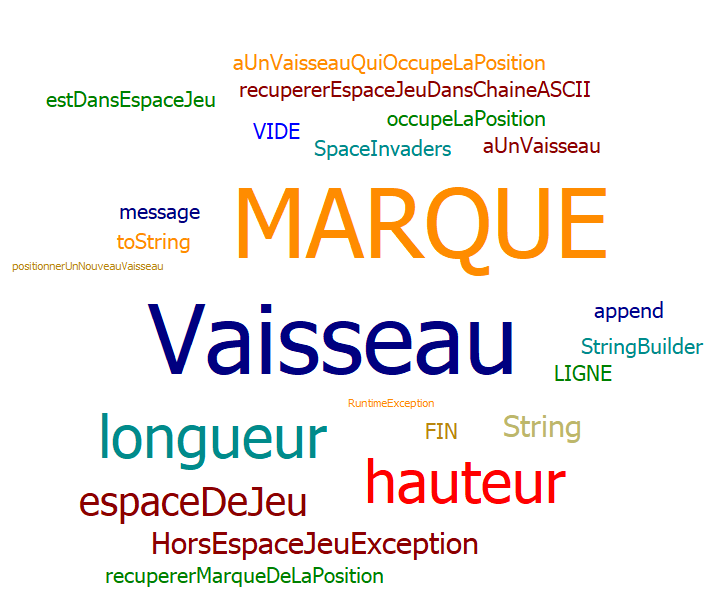 aUnVaisseauQuiOccupeLaPosition
recupererEspaceJeuDansChaineASCII
estDansEspaceJeu
occupeLaPosition
VIDE
SpaceInvaders
aUnVaisseau
message
MARQUE
toString
positionnerUnNouveauVaisseau
Vaisseau
append
StringBuilder
LIGNE
RuntimeException
longueur
FIN
String
hauteur
espaceDeJeu
HorsEspaceJeuException
recupererMarqueDeLaPosition